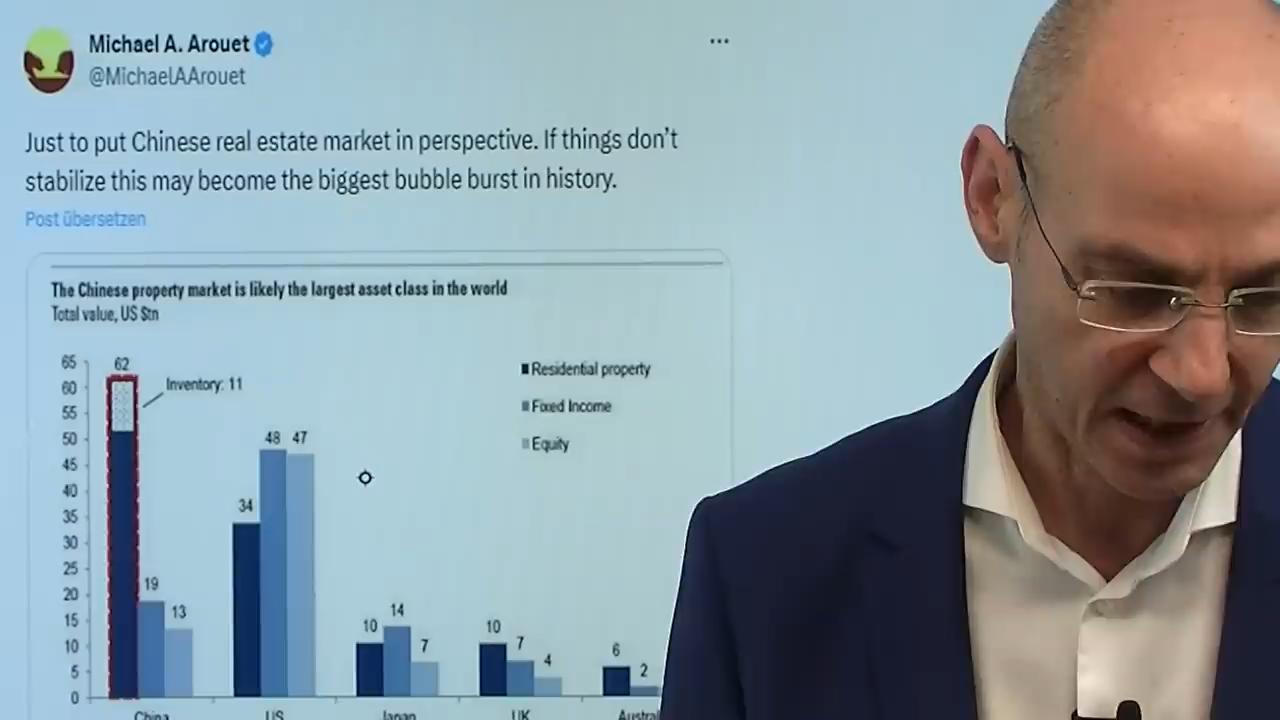 Michael A. Arouet
@MichaelAArouet
...
Just to put Chinese real estate market in perspective. If things don't
stabilize this may become the biggest bubble burst in history.
Post übersetzen
The Chinese property market is likely the largest asset class in the world
Total value, US $tn
65
60
55
50
45
40
35
30
25
20
15
10
5
0
62
Inventory: 11
19
13
34
48
47
10
14
7
10
7
4
6
2
Residential property
Fixed Income
Equity
China
US
Japan
UK